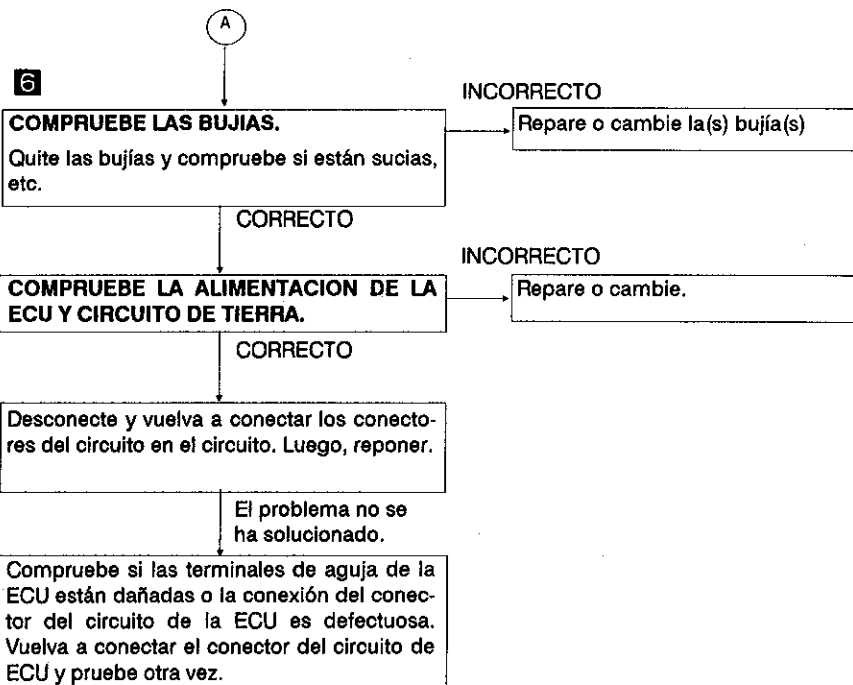 A
6
INCORRECTO
COMPRUEBE LAS BUJIAS.
Quite las bujías y compruebe si están sucias,
etc.
Repare o cambie la(s) bujía(s)
CORRECTO
INCORRECTO
COMPRUEBE LA ALIMENTACION DE LA
ECU Y CIRCUITO DE TIERRA.
Repare o cambie.
CORRECTO
Desconecte y vuelva a conectar los conecto-
res del circuito en el circuito. Luego, reponer.
El problema no se
ha solucionado.
Compruebe si las terminales de aguja de la
ECU están dañadas o la conexión del conec-
tor del circuito de la ECU es defectuosa.
Vuelva a conectar el conector del circuito de
ECU y pruebe otra vez.